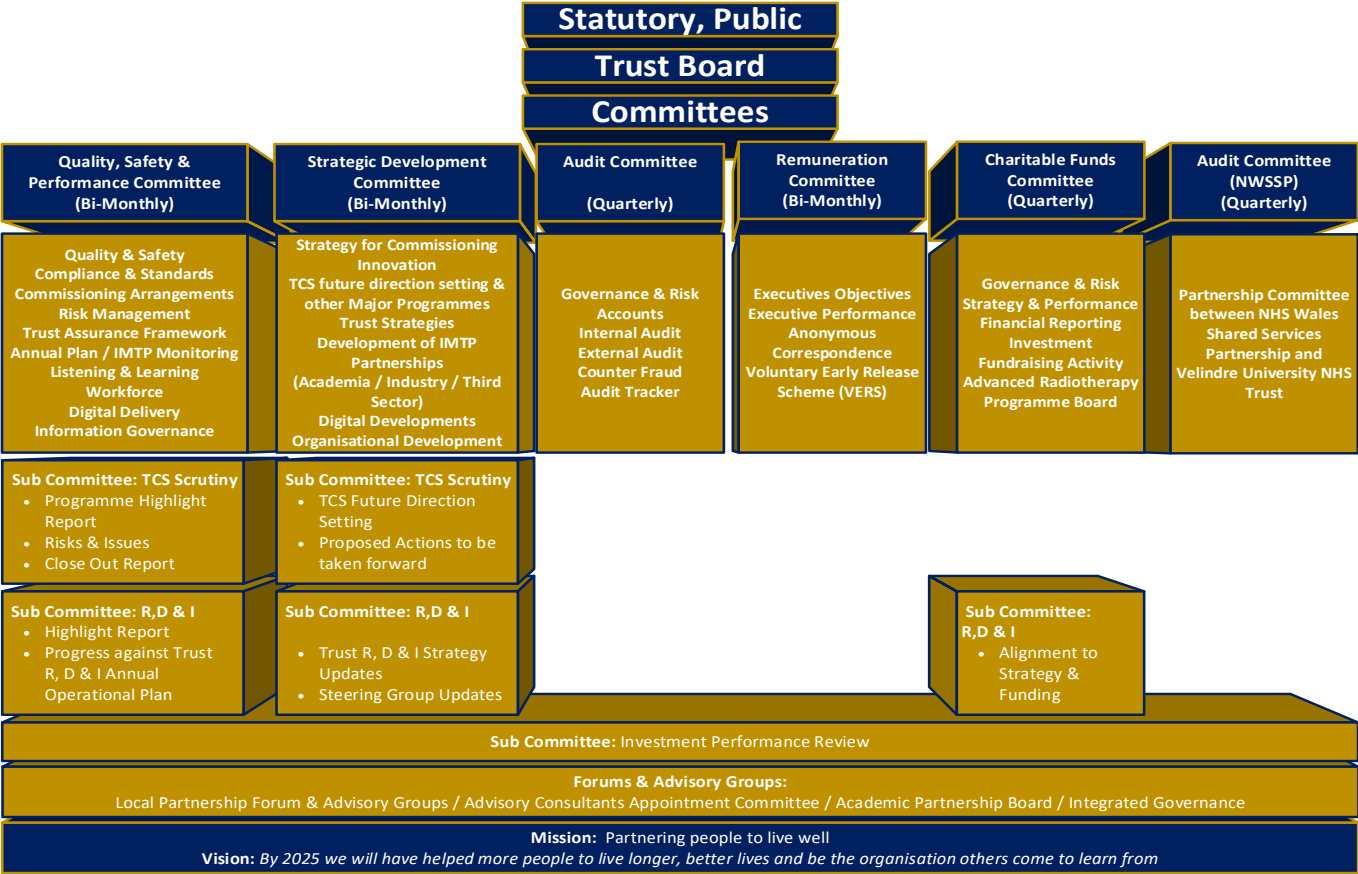 Statutory, Public
Trust Board
Committees
Quality, Safety &
Performance Committee
(Bi-Monthly)
Strategic Development
Committee
(Bi-Monthly)
Audit Committee
(Quarterly)
Remuneration
Committee
(Bi-Monthly)
Charitable Funds
Committee
(Quarterly)
Audit Committee
(NWSSP)
(Quarterly)
Quality & Safety
Compliance & Standards
Commissioning Arrangements
Risk Management
Trust Assurance Framework
Annual Plan / IMTP Monitoring
Listening & Learning
Workforce
Digital Delivery
Information Governance
Strategy for Commissioning
Innovation
TCS future direction setting &
other Major Programmes
Trust Strategies
Development of IMTP
Partnerships
(Academia / Industry / Third
Sector)
Digital Developments
Organisational Development
Governance & Risk
Accounts
Internal Audit
External Audit
Counter Fraud
Audit Tracker
Executives Objectives
Executive Performance
Anonymous
Correspondence
Voluntary Early Release
Scheme (VERS)
Governance & Risk
Strategy & Performance
Financial Reporting
Investment
Fundraising Activity
Advanced Radiotherapy
Programme Board
Partnership Committee
between NHS Wales
Shared Services
Partnership and
Velindre University NHS
Trust
Sub Committee: TCS Scrutiny
• Programme Highlight
Report
• Risks & Issues
• Close Out Report
Sub Committee: TCS Scrutiny
• TCS Future Direction
Setting
• Proposed Actions to be
taken forward
Sub Committee: R,D & I
• Highlight Report
• Progress against Trust
R, D & I Annual
Operational Plan
Sub Committee: R,D & I
• Trust R, D & I Strategy
Updates
• Steering Group Updates
Sub Committee:
R,D & I
• Alignment to
Strategy &
Funding
Sub Committee: Investment Performance Review
Forums & Advisory Groups:
Local Partnership Forum & Advisory Groups / Advisory Consultants Appointment Committee / Academic Partnership Board / Integrated Governance
Mission: Partnering people to live well
Vision: By 2025 we will have helped more people to live longer, better lives and be the organisation others come to learn from